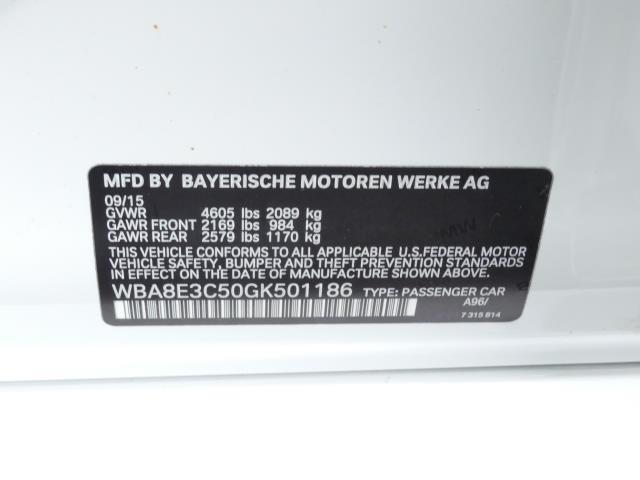 MFD BY BAYERISCHE MOTOREN WERKE AG
09/15
GVWR 4605 lbs 2089 kg
GAWR FRONT 2169 lbs 984 kg
GAWR REAR 2579 lbs 1170 kg
THIS VEHICLE CONFORMS TO ALL APPLICABLE U.S.FEDERAL MOTOR
VEHICLE SAFETY, BUMPER AND THEFT PREVENTION STANDARDS IN
EFFECT ON THE DATE OF MANUFACTURE SHOWN ABOVE.
WBA8E3C50GK501186 TYPE: PASSENGER CAR
A96/
7 315 814